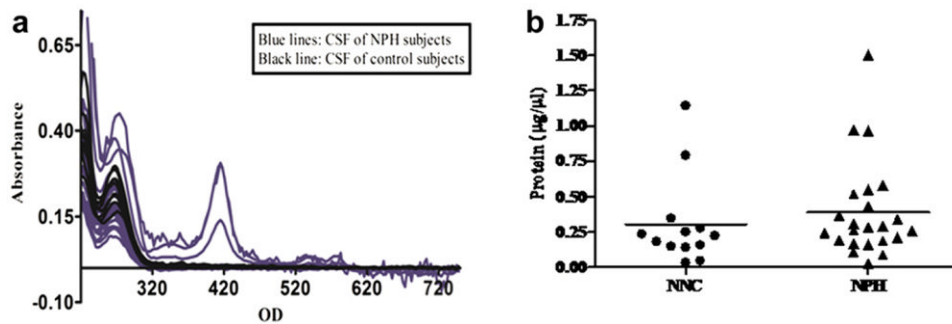 a
Blue lines: CSF of NPH subjects
Black line: CSF of control subjects
Absorbance
0.65
0.40
0.15
-0.10
320
420
520
620
720
OD
b
Protein (µg/µl)
1.75
1.50
1.25
1.00
0.75
0.50
0.25
0.00
NNC
NPH